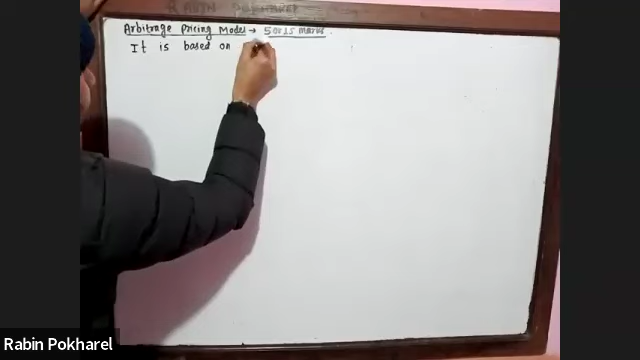 Arbitrage Pricing Model → 5 or 15 marks
It is based on
Rabin Pokharel